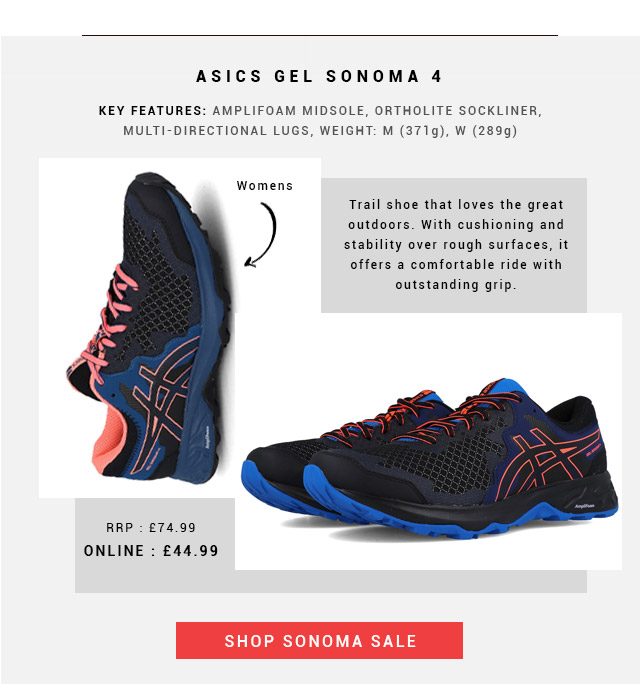 ASICS GEL SONOMA 4
KEY FEATURES: AMPLIFOAM MIDSOLE, ORTHOLITE SOCKLINER,
MULTI-DIRECTIONAL LUGS, WEIGHT: M (371g), W (289g)
Womens
Trail shoe that loves the great
outdoors. With cushioning and
stability over rough surfaces, it
offers a comfortable ride with
outstanding grip.
AmpliFoam
AmpliFoam
RRP : £74.99
ONLINE : £44.99
SHOP SONOMA SALE